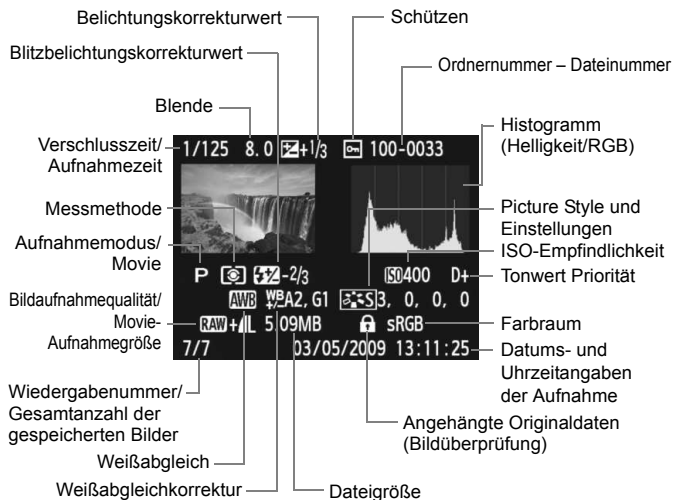 Belichtungskorrekturwert
Schützen
Blitzbelichtungskorrekturwert
Ordnernummer – Dateinummer
Blende
Verschlusszeit/
Aufnahmezeit
1/125 8.0 +1/3 100-0033
Histogramm
(Helligkeit/RGB)
Messmethode
Picture Style und
Einstellungen
Aufnahmemodus/
Movie
ISO-Empfindlichkeit
P -2/3 ISO400 D+
Tonwert Priorität
Bildaufnahmequalität/
Movie-
Aufnahmegröße
AWB WB+/-A2, G1 S3, 0, 0, 0
RAW+L 5.09MB sRGB
Farbraum
7/7 03/05/2009 13:11:25
Datums- und
Uhrzeitangaben
der Aufnahme
Wiedergabenummer/
Gesamtanzahl der
gespeicherten Bilder
Angehängte Originaldaten
(Bildüberprüfung)
Weißabgleich
Weißabgleichkorrektur
Dateigröße